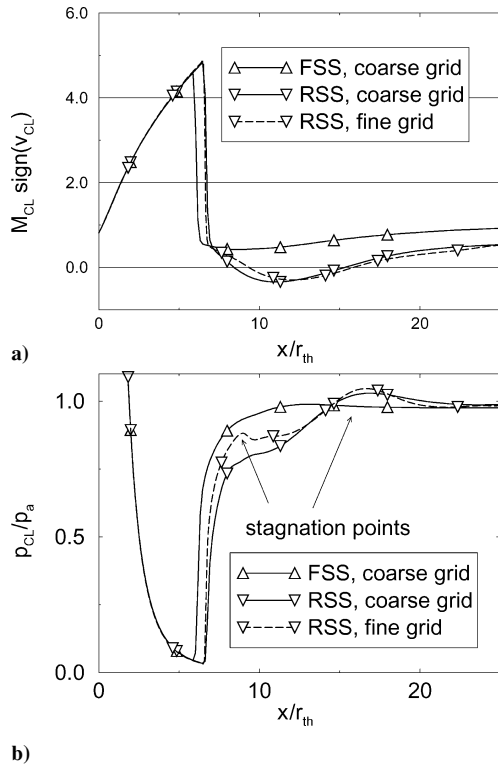 6.0
4.0
2.0
0.0
M_CL sign(v_CL)
FSS, coarse grid
RSS, coarse grid
RSS, fine grid
0 10 20
x/r_th
a)
1.0
0.5
0.0
p_CL/p_a
stagnation points
FSS, coarse grid
RSS, coarse grid
RSS, fine grid
0 10 20
x/r_th
b)